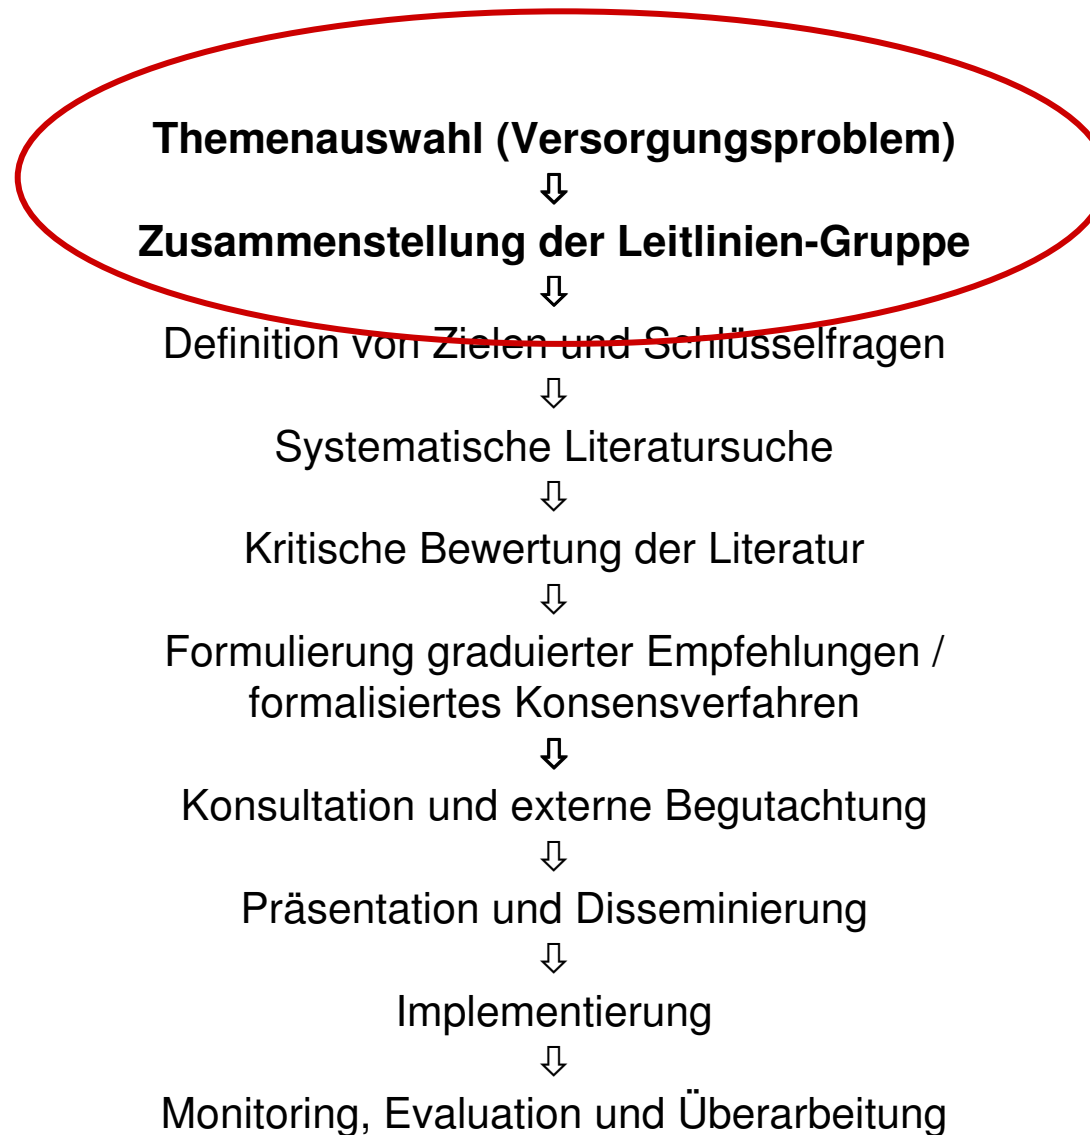 Themenauswahl (Versorgungsproblem)
⇩
Zusammenstellung der Leitlinien-Gruppe
⇩
Definition von Zielen und Schlüsselfragen
⇩
Systematische Literatursuche
⇩
Kritische Bewertung der Literatur
⇩
Formulierung graduierter Empfehlungen /
formalisiertes Konsensverfahren
⇩
Konsultation und externe Begutachtung
⇩
Präsentation und Disseminierung
⇩
Implementierung
⇩
Monitoring, Evaluation und Überarbeitung